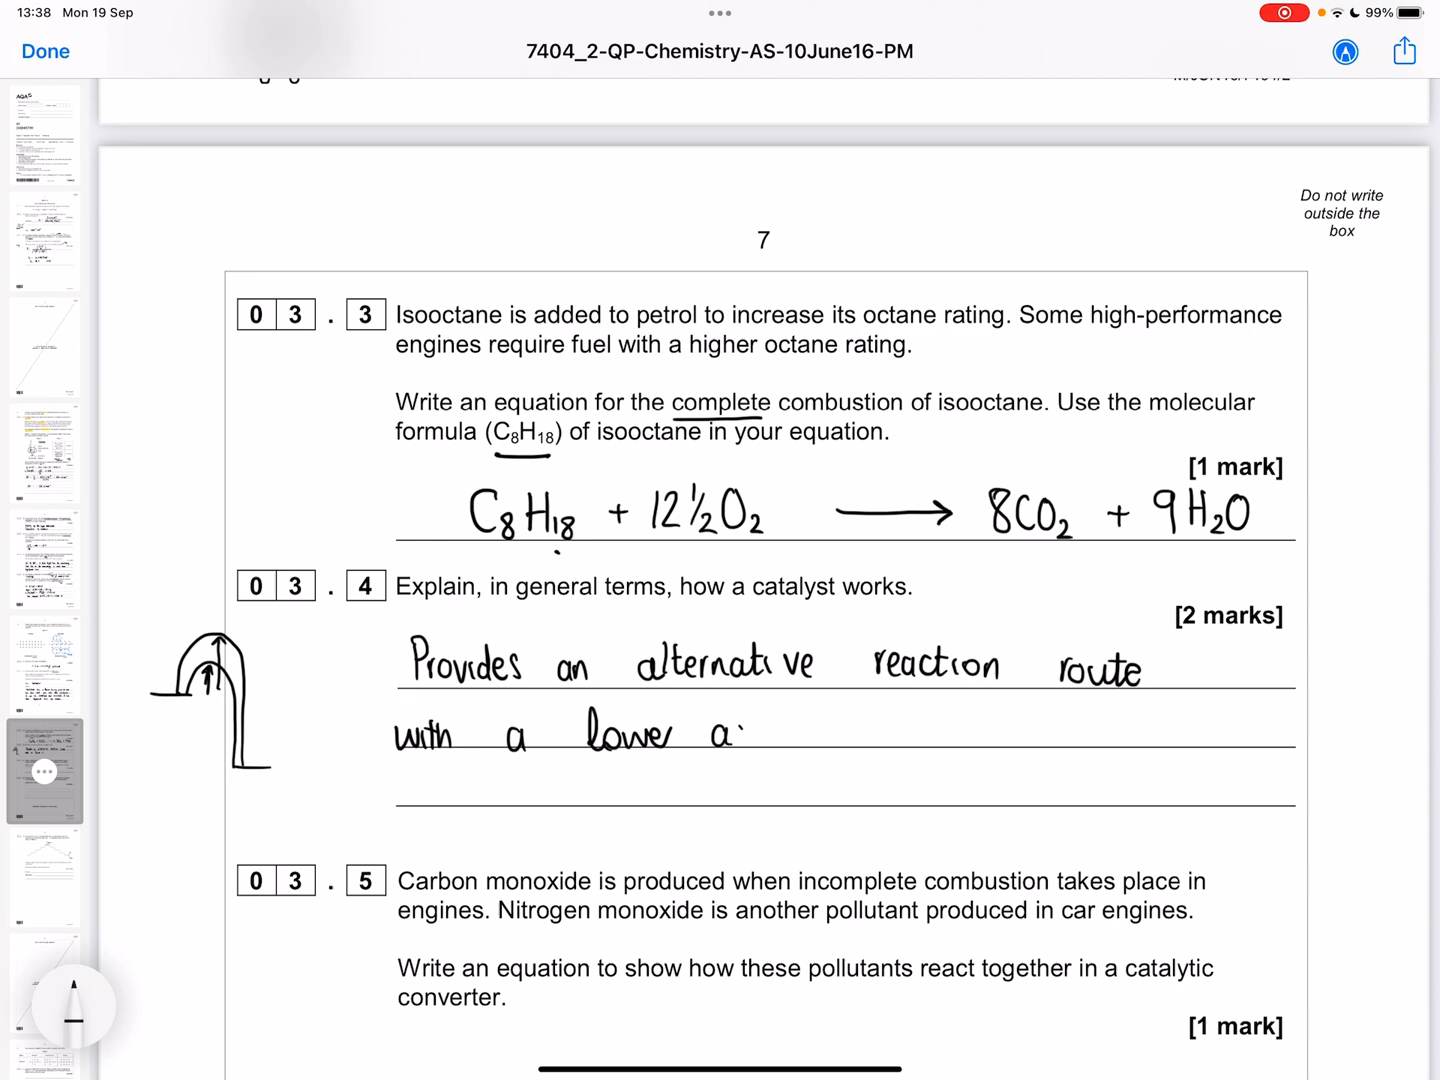 13:38 Mon 19 Sep
99%
Done
7404_2-QP-Chemistry-AS-10June16-PM
Do not write
outside the
box
7
0 3 . 3 Isooctane is added to petrol to increase its octane rating. Some high-performance
engines require fuel with a higher octane rating.
Write an equation for the complete combustion of isooctane. Use the molecular
formula (C₈H₁₈) of isooctane in your equation.
[1 mark]
C₈H₁₈ + 12½O₂ → 8CO₂ + 9H₂O
0 3 . 4 Explain, in general terms, how a catalyst works.
[2 marks]
Provides an alternative reaction route
with a lower a
0 3 . 5 Carbon monoxide is produced when incomplete combustion takes place in
engines. Nitrogen monoxide is another pollutant produced in car engines.
Write an equation to show how these pollutants react together in a catalytic
converter.
[1 mark]